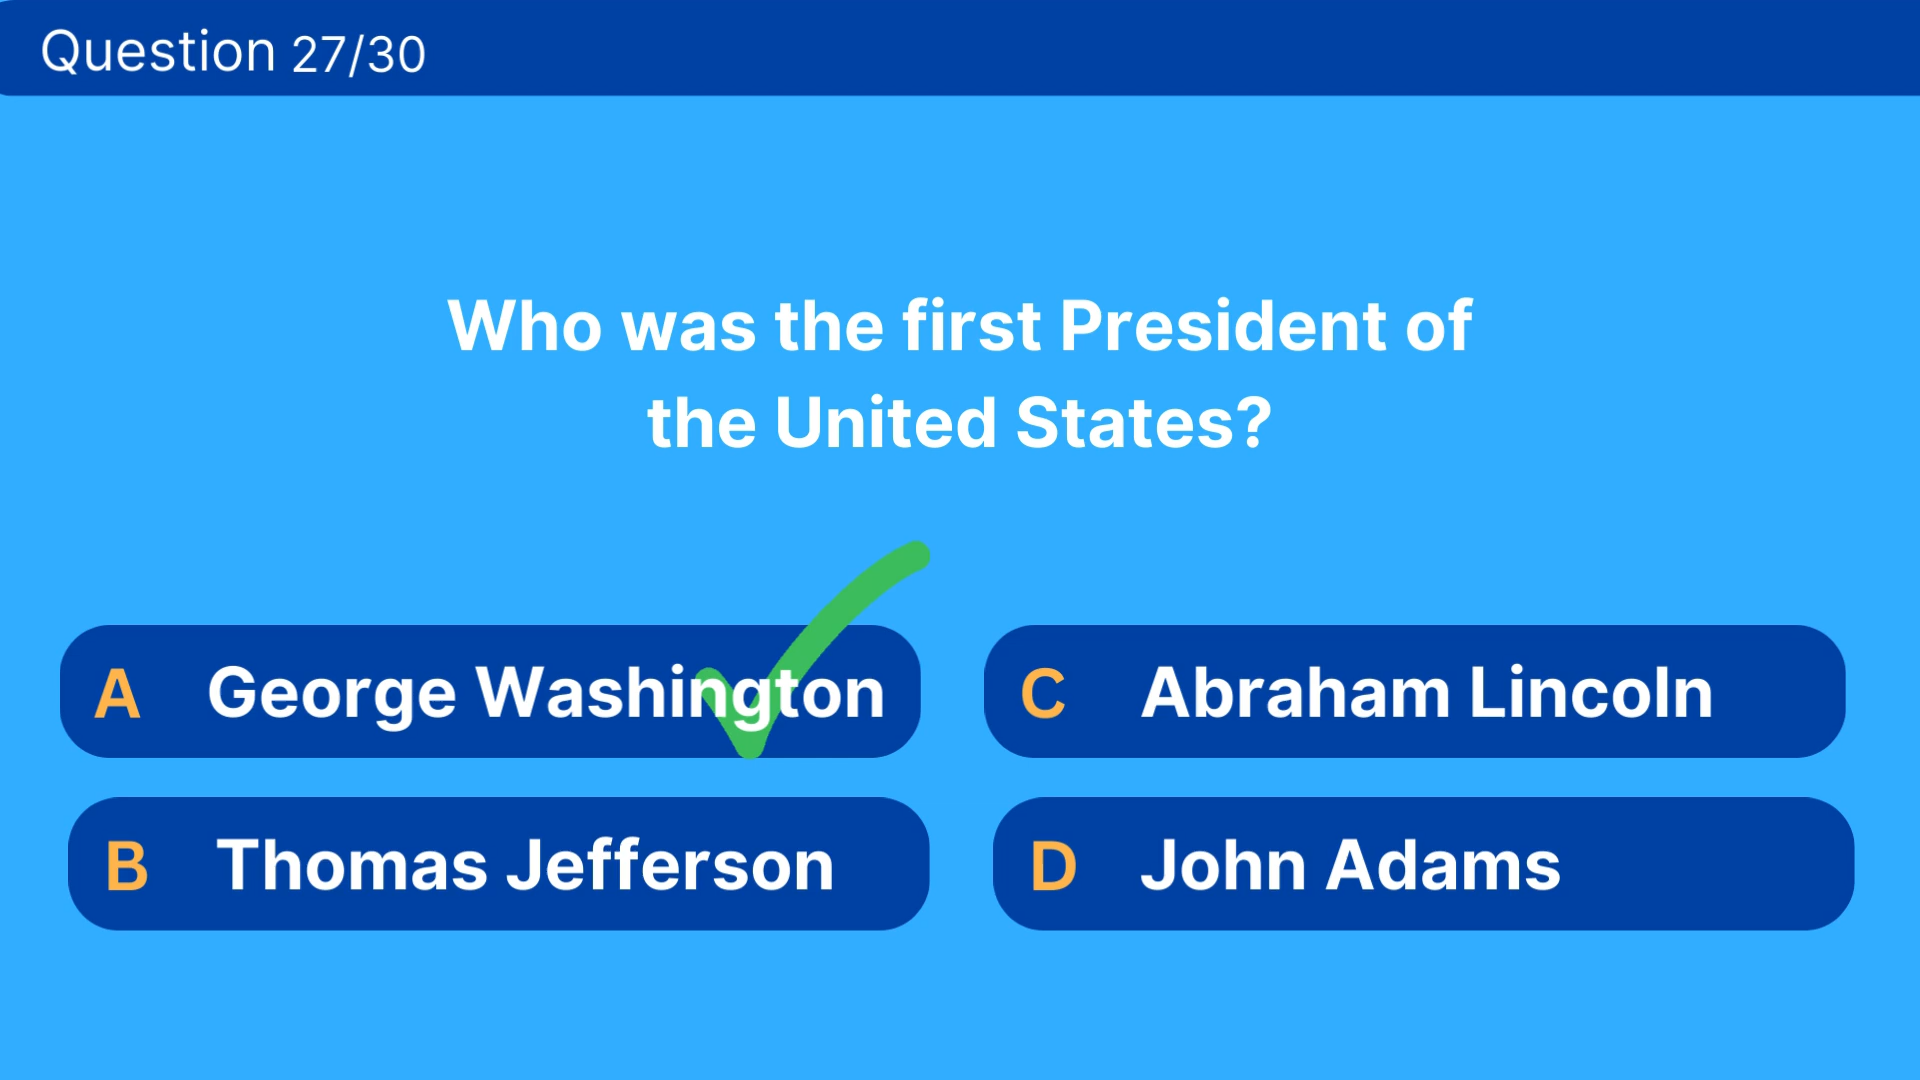 Question 27/30
Who was the first President of
the United States?
A George Washington
B Thomas Jefferson
C Abraham Lincoln
D John Adams